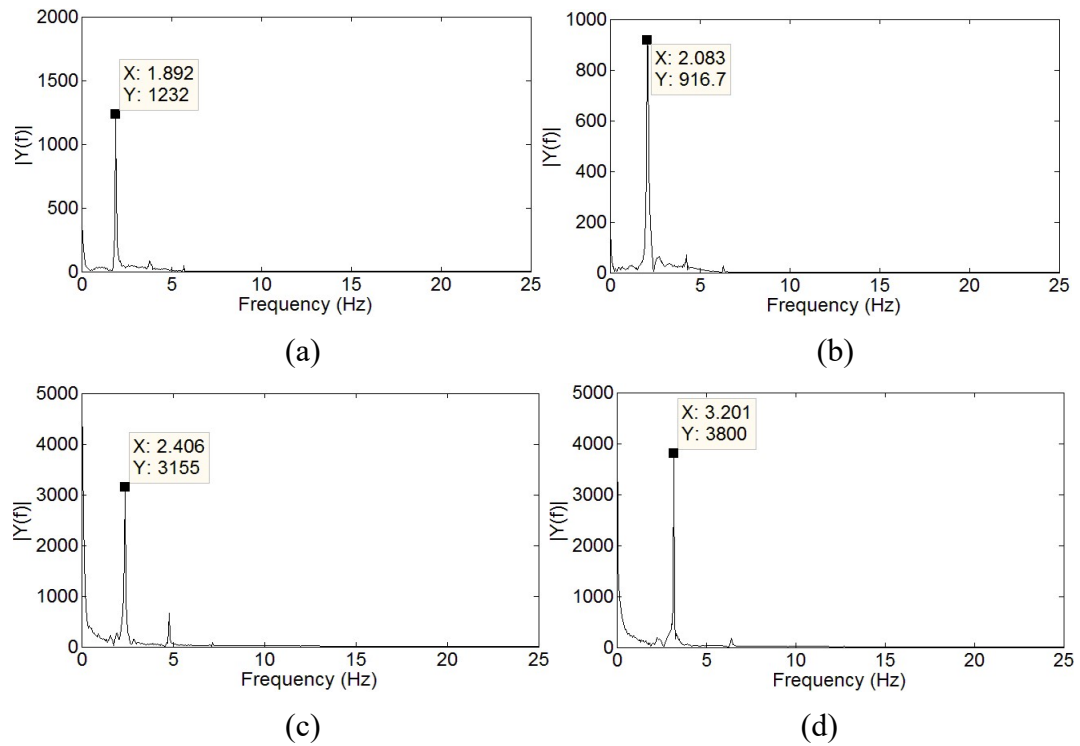 2000
1500
1000
500
0
|Y(f)|
X: 1.892
Y: 1232
0 5 10 15 20 25
Frequency (Hz)
(a)
1000
800
600
400
200
0
|Y(f)|
X: 2.083
Y: 916.7
0 5 10 15 20 25
Frequency (Hz)
(b)
5000
4000
3000
2000
1000
0
|Y(f)|
X: 2.406
Y: 3155
0 5 10 15 20 25
Frequency (Hz)
(c)
5000
4000
3000
2000
1000
0
|Y(f)|
X: 3.201
Y: 3800
0 5 10 15 20 25
Frequency (Hz)
(d)